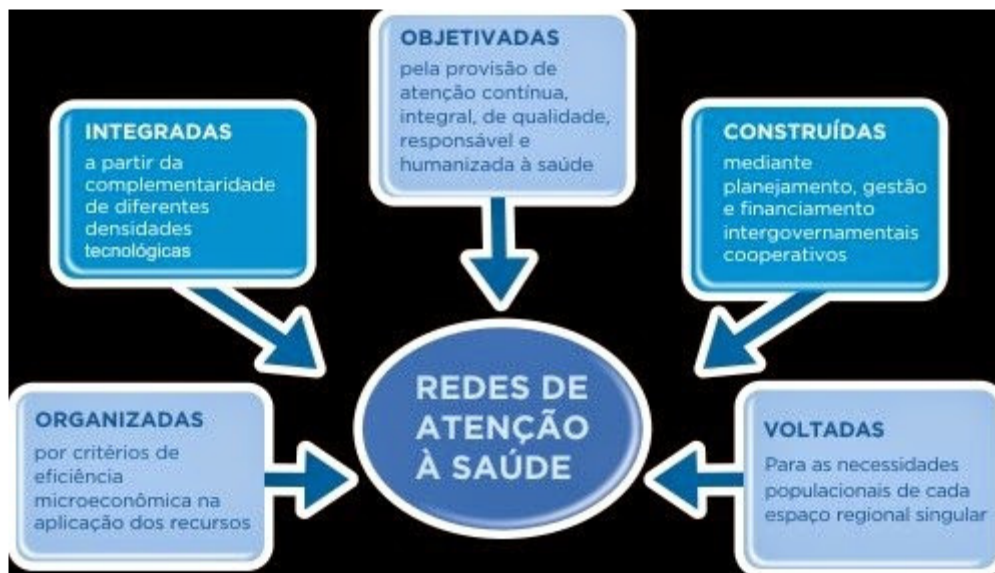 OBJETIVADAS
pela provisão de
atenção contínua,
integral, de qualidade,
responsável e
humanizada à saúde
INTEGRADAS
a partir da
complementaridade
de diferentes
densidades
tecnológicas
CONSTRUÍDAS
mediante
planejamento, gestão
e financiamento
intergovernamentais
cooperativos
REDES DE
ATENÇÃO
À SAÚDE
ORGANIZADAS
por critérios de
eficiência
microeconômica na
aplicação dos recursos
VOLTADAS
Para as necessidades
populacionais de cada
espaço regional singular